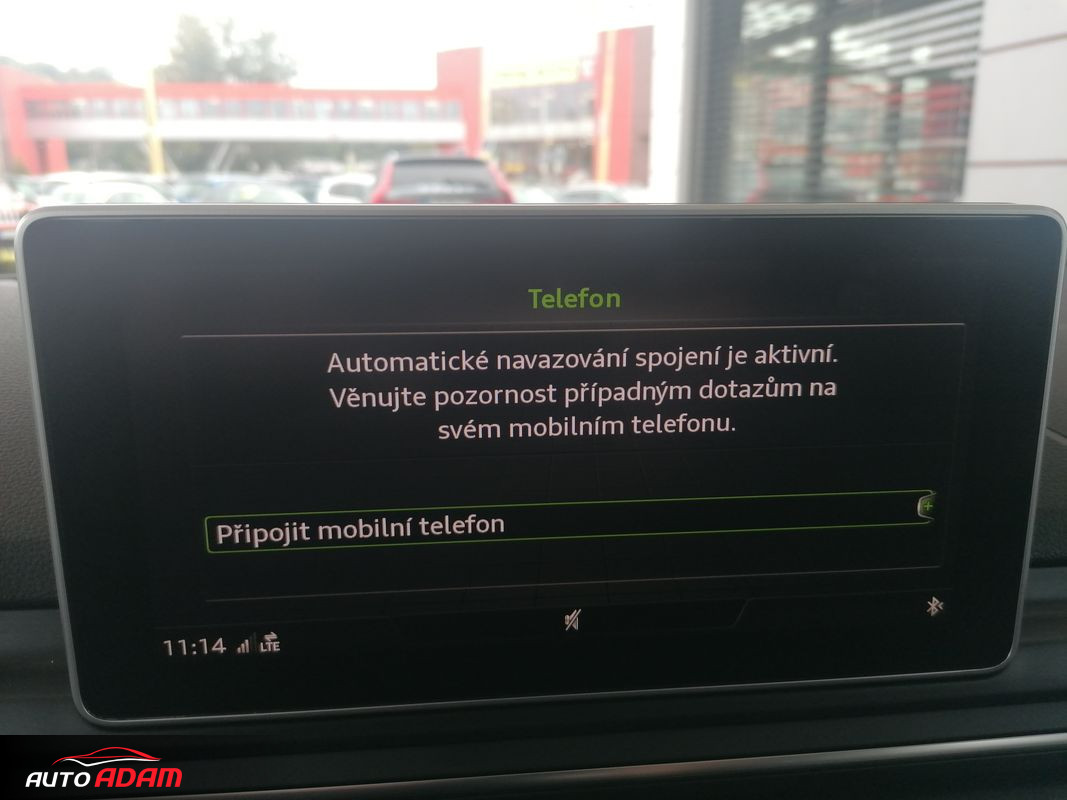 Telefon
Automatické navazování spojení je aktivní.
Věnujte pozornost případným dotazům na
svém mobilním telefonu.
Připojit mobilní telefon
11:14 LTE
AUTO ADAM